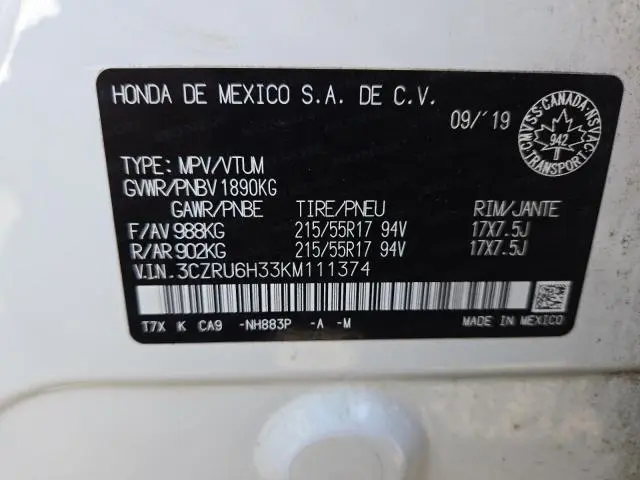 HONDA DE MEXICO S.A. DE C.V.
09/'19
CMVSS·CANADA·NSVAC
942
TRANSPORT
TYPE: MPV/VTUM
GVWR/PNBV 1890KG
GAWR/PNBE TIRE/PNEU RIM/JANTE
F/AV 988KG 215/55R17 94V 17X7.5J
R/AR 902KG 215/55R17 94V 17X7.5J
V.I.N. 3CZRU6H33KM111374
T7X K CA9 -NH883P -A -M
MADE IN MEXICO